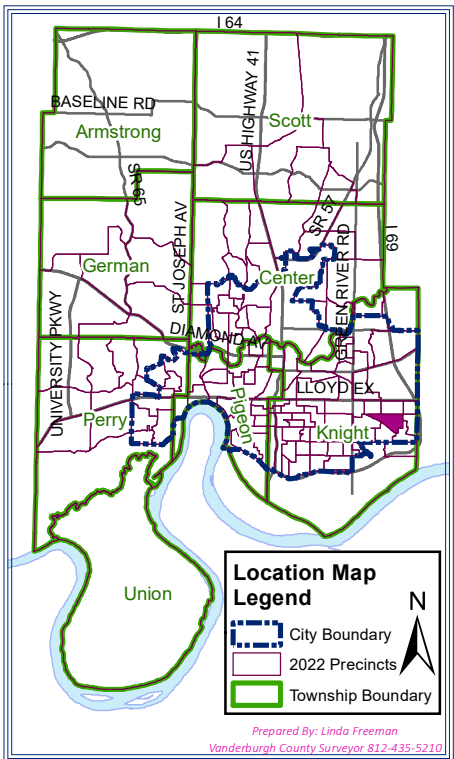 I 64
US HIGHWAY 41
BASELINE RD
Scott
Armstrong
SR 65
ST JOSEPH AV
SR 57
GREEN RIVER RD
I 69
German
Center
UNIVERSITY PKWY
DIAMOND AV
LLOYD EX
Perry
Pigeon
Knight
Union
Location Map
Legend
N
City Boundary
2022 Precincts
Township Boundary
Prepared By: Linda Freeman
Vanderburgh County Surveyor 812-435-5210